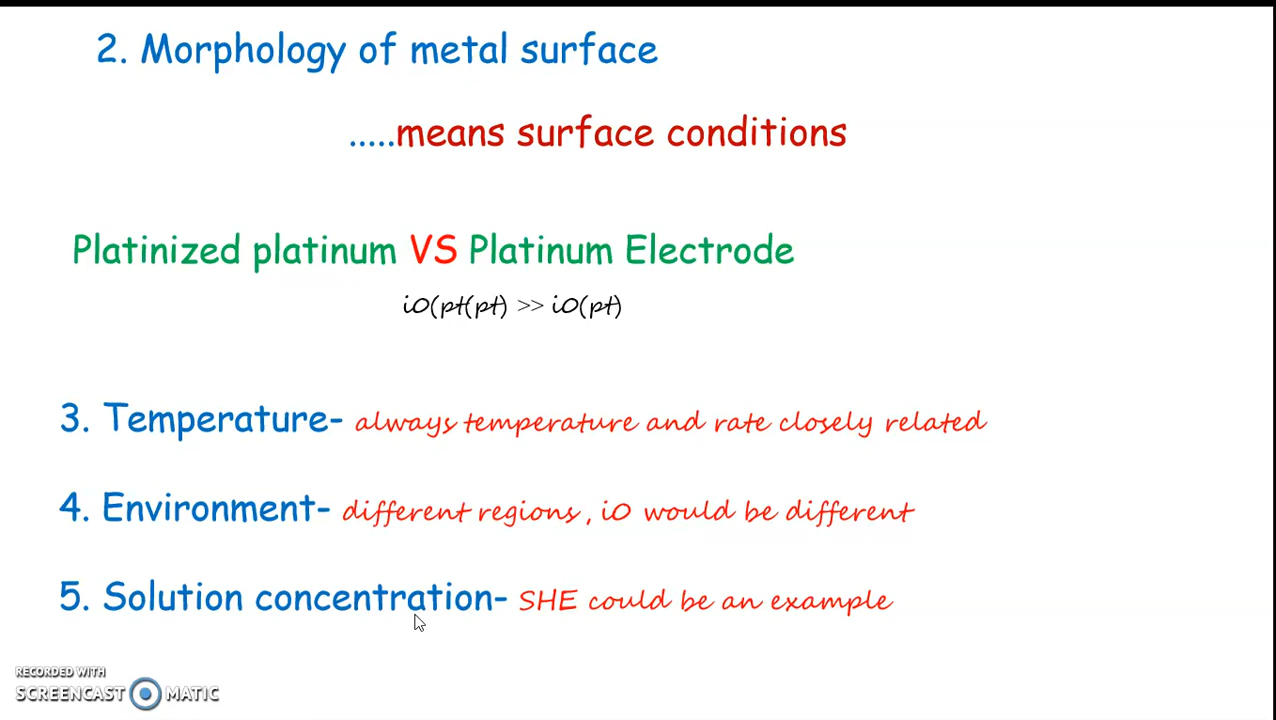 2. Morphology of metal surface
.....means surface conditions
Platinized platinum VS Platinum Electrode
i0(pt(pt) >> i0(pt)
3. Temperature- always temperature and rate closely related
4. Environment- different regions, i0 would be different
5. Solution concentration- SHE could be an example
RECORDED WITH
SCREENCAST MATIC